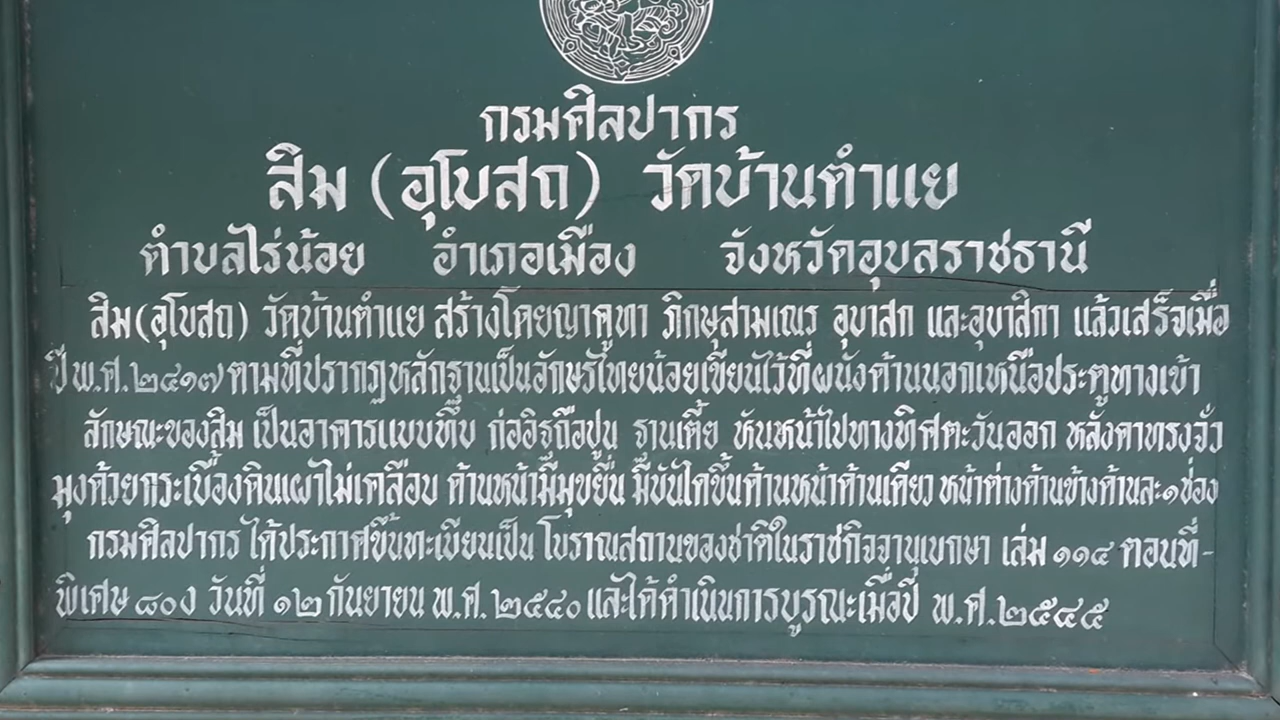 กรมศิลปากร
สิม (อุโบสถ) วัดบ้านตำแย
ตำบลไร่น้อย อำเภอเมือง จังหวัดอุบลราชธานี
สิม (อุโบสถ) วัดบ้านตำแย สร้างโดยญาคูทา ภิกษุสามเณร อุบาสก และอุบาสิกา แล้วเสร็จเมื่อ
ปี พ.ศ.๒๔๑๗ ตามที่ปรากฏหลักฐานเป็นอักษรไทยน้อยเขียนไว้ที่ผนังด้านนอกเหนือประตูทางเข้า
ลักษณะของสิม เป็นอาคารแบบทึบ ก่ออิฐถือปูน ฐานเตี้ย หันหน้าไปทางทิศตะวันออก หลังคาทรงจั่ว
มุงด้วยกระเบื้องดินเผาไม่เคลือบ ด้านหน้ามีมุขยื่น มีบันไดขึ้นด้านหน้าด้านเดียว หน้าต่างด้านข้างด้านละ ๑ ช่อง
กรมศิลปากร ได้ประกาศขึ้นทะเบียนเป็น โบราณสถานของชาติในราชกิจจานุเบกษา เล่ม ๑๑๔ ตอนที่-
พิเศษ ๘๐ง วันที่ ๑๒ กันยายน พ.ศ. ๒๕๔๐ และได้ดำเนินการบูรณะเมื่อปี พ.ศ.๒๕๔๕